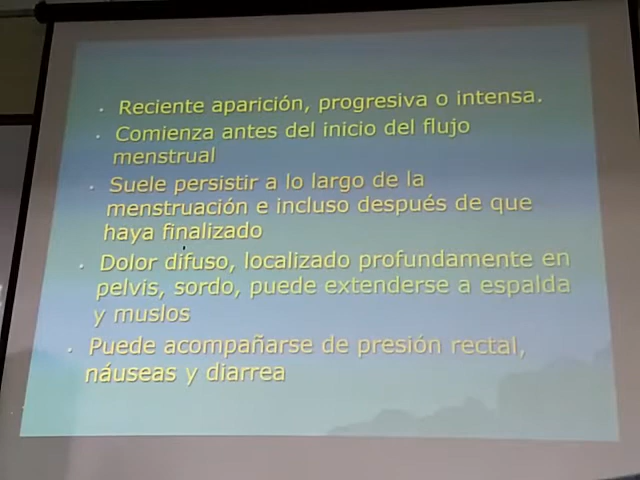 Reciente aparición, progresiva o intensa.
Comienza antes del inicio del flujo
menstrual
Suele persistir a lo largo de la
menstruación e incluso después de que
haya finalizado
Dolor difuso, localizado profundamente en
pelvis, sordo, puede extenderse a espalda
y muslos
Puede acompañarse de presión rectal,
náuseas y diarrea